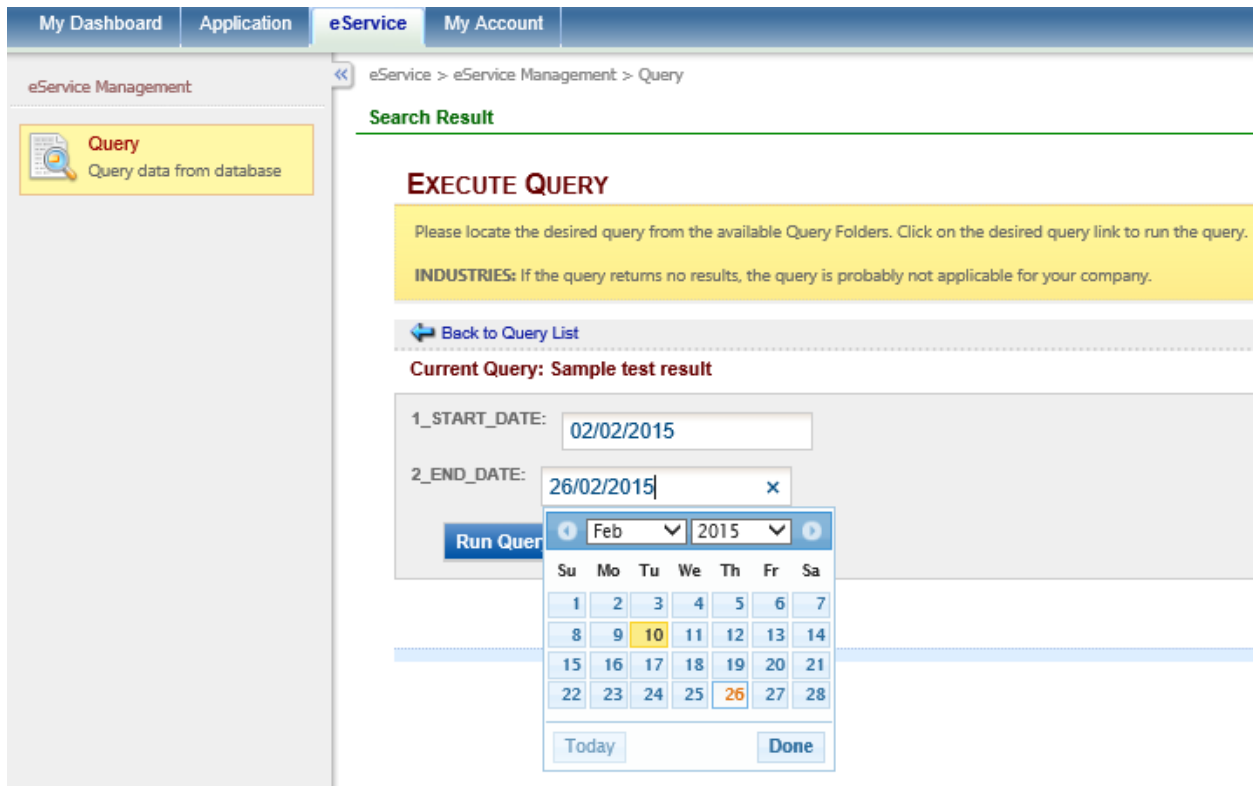 My Dashboard Application eService My Account
eService Management
Query
Query data from database
«
eService > eService Management > Query
Search Result
EXECUTE QUERY
Please locate the desired query from the available Query Folders. Click on the desired query link to run the query.
INDUSTRIES: If the query returns no results, the query is probably not applicable for your company.
Back to Query List
Current Query: Sample test result
1_START_DATE: 02/02/2015
2_END_DATE: 26/02/2015 ×
Run Quer
Feb 2015
Su Mo Tu We Th Fr Sa
1 2 3 4 5 6 7
8 9 10 11 12 13 14
15 16 17 18 19 20 21
22 23 24 25 26 27 28
Today Done